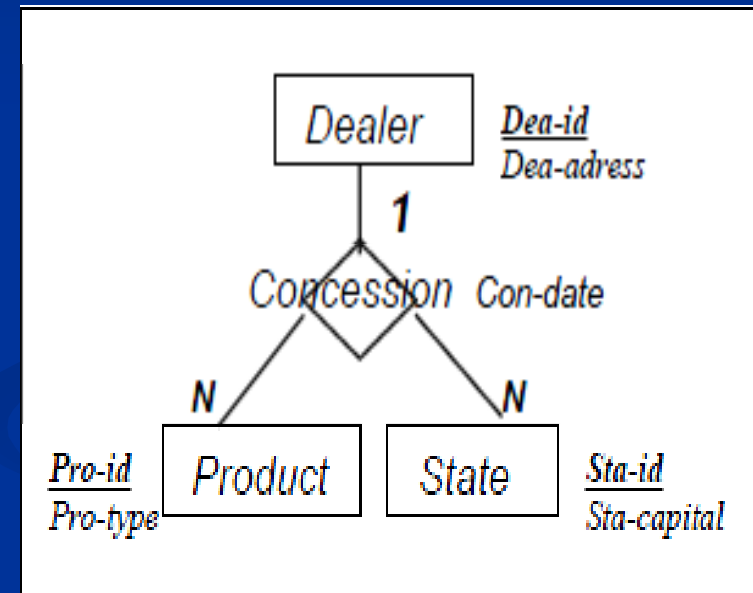 Dealer
Dea-id
Dea-adress
1
Concession Con-date
N
N
Pro-id
Pro-type
Product
State
Sta-id
Sta-capital